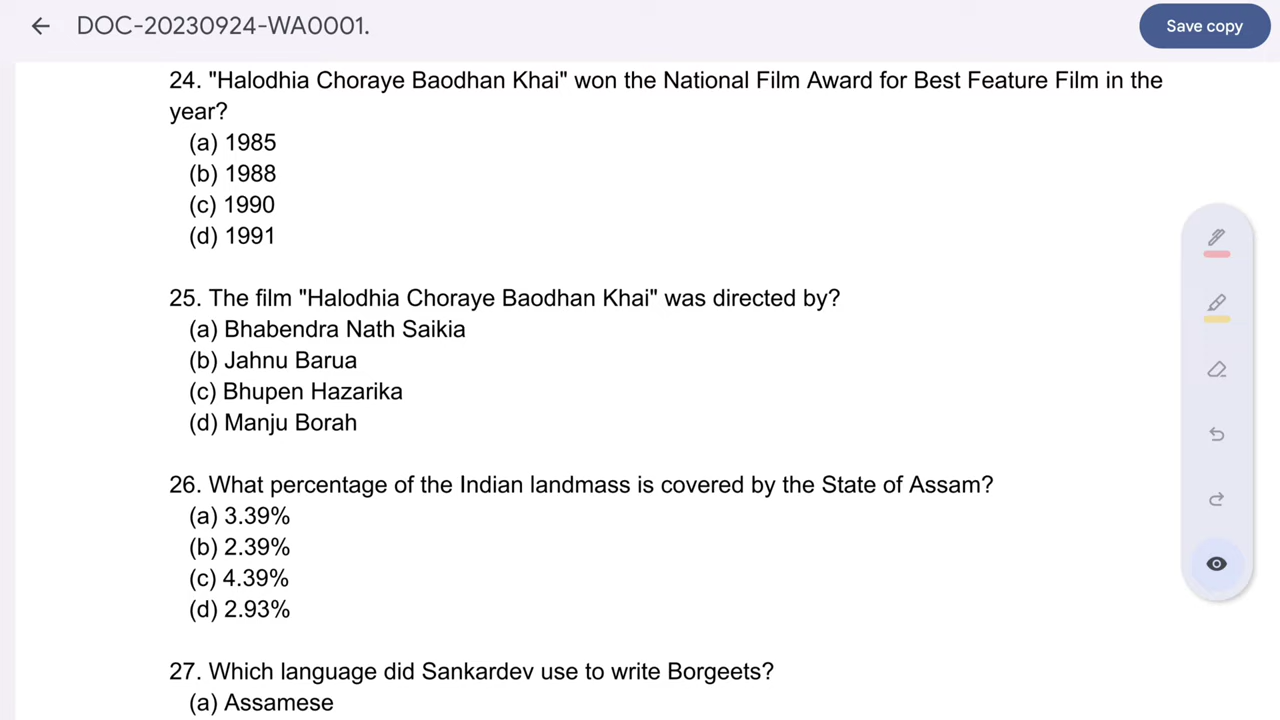 DOC-20230924-WA0001.
Save copy
24. "Halodhia Choraye Baodhan Khai" won the National Film Award for Best Feature Film in the
year?
(a) 1985
(b) 1988
(c) 1990
(d) 1991
25. The film "Halodhia Choraye Baodhan Khai" was directed by?
(a) Bhabendra Nath Saikia
(b) Jahnu Barua
(c) Bhupen Hazarika
(d) Manju Borah
26. What percentage of the Indian landmass is covered by the State of Assam?
(a) 3.39%
(b) 2.39%
(c) 4.39%
(d) 2.93%
27. Which language did Sankardev use to write Borgeets?
(a) Assamese